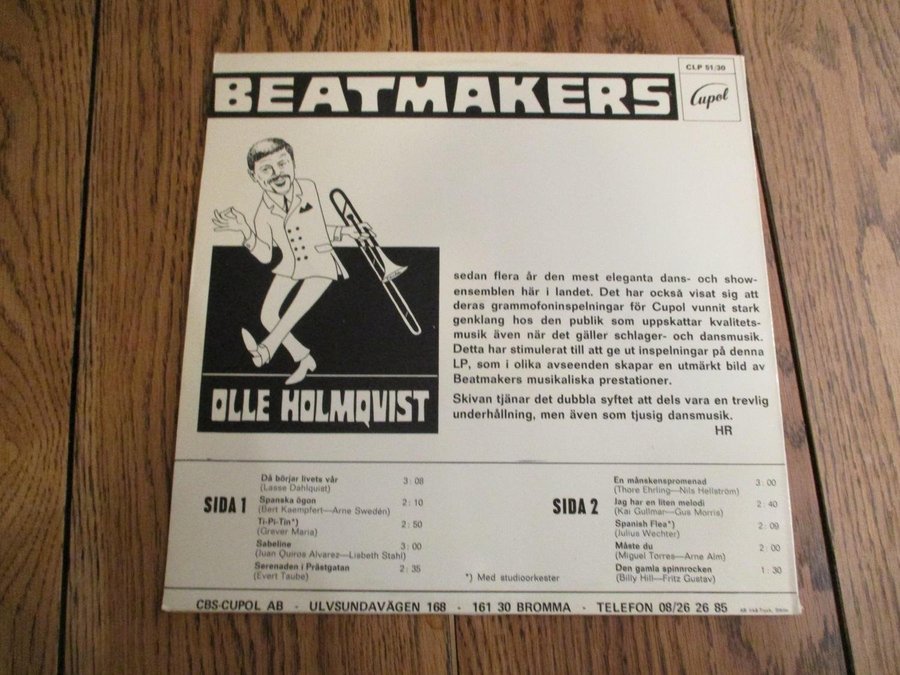 BEATMAKERS
CLP 51/30
Cupol
sedan flera år den mest eleganta dans- och show-
ensemblen här i landet. Det har också visat sig att
deras grammofoninspelningar för Cupol vunnit stark
genklang hos den publik som uppskattar kvalitets-
musik även när det gäller schlager- och dansmusik.
Detta har stimulerat till att ge ut inspelningar på denna
LP, som i olika avseenden skapar en utmärkt bild av
Beatmakers musikaliska prestationer.
Skivan tjänar det dubbla syftet att dels vara en trevlig
underhållning, men även som tjusig dansmusik.
HR
OLLE HOLMQVIST
SIDA 1
Då börjar livets vår 3:08
(Lasse Dahlquist)
Spanska ögon 2:10
(Bert Kaempfert—Arne Swedén)
Ti-Pi-Tin*) 2:50
(Grever Maria)
Sabeline 3:00
(Juan Quiros Alvarez—Lisbeth Stahl)
Serenaden i Prästgatan 2:35
(Evert Taube)
SIDA 2
En månskenspromenad 3:00
(Thore Ehrling—Nils Hellström)
Jag har en liten melodi 2:40
(Kai Gullmar—Gus Morris)
Spanish Flea*) 2:09
(Julius Wechter)
Måste du 2:00
(Miguel Torres—Arne Alm)
Den gamla spinnrocken 1:30
(Billy Hill—Fritz Gustav)
*) Med studioorkester
CBS-CUPOL AB - ULVSUNDAVÄGEN 168 - 161 30 BROMMA - TELEFON 08/26 26 85